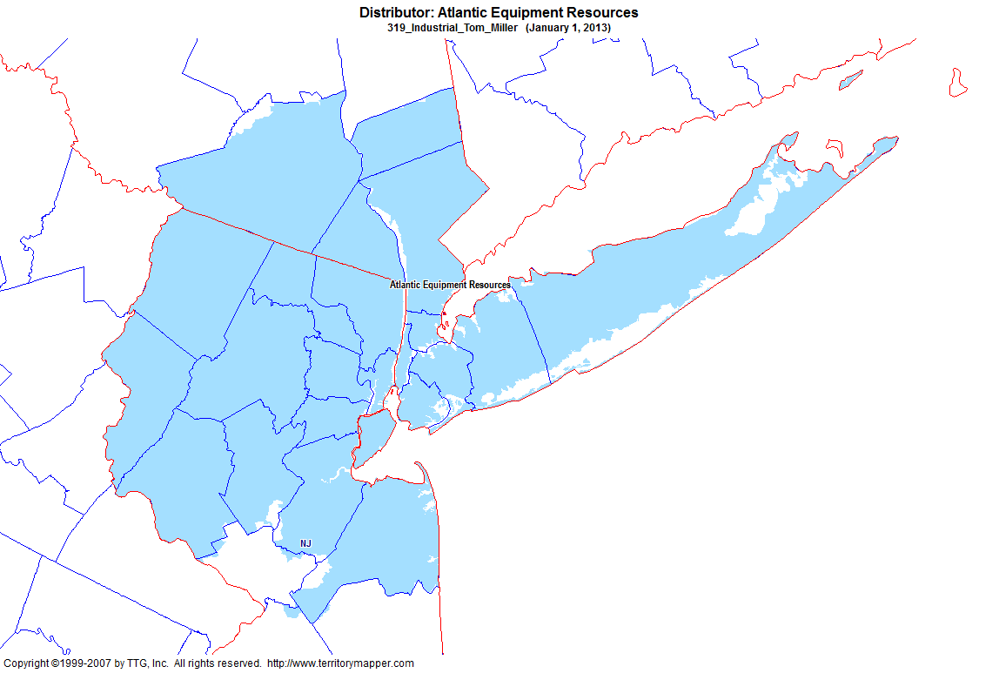 Distributor: Atlantic Equipment Resources
319_Industrial_Tom_Miller (January 1, 2013)
Atlantic Equipment Resources
NJ
Copyright ©1999-2007 by TTG, Inc. All rights reserved. http://www.territorymapper.com